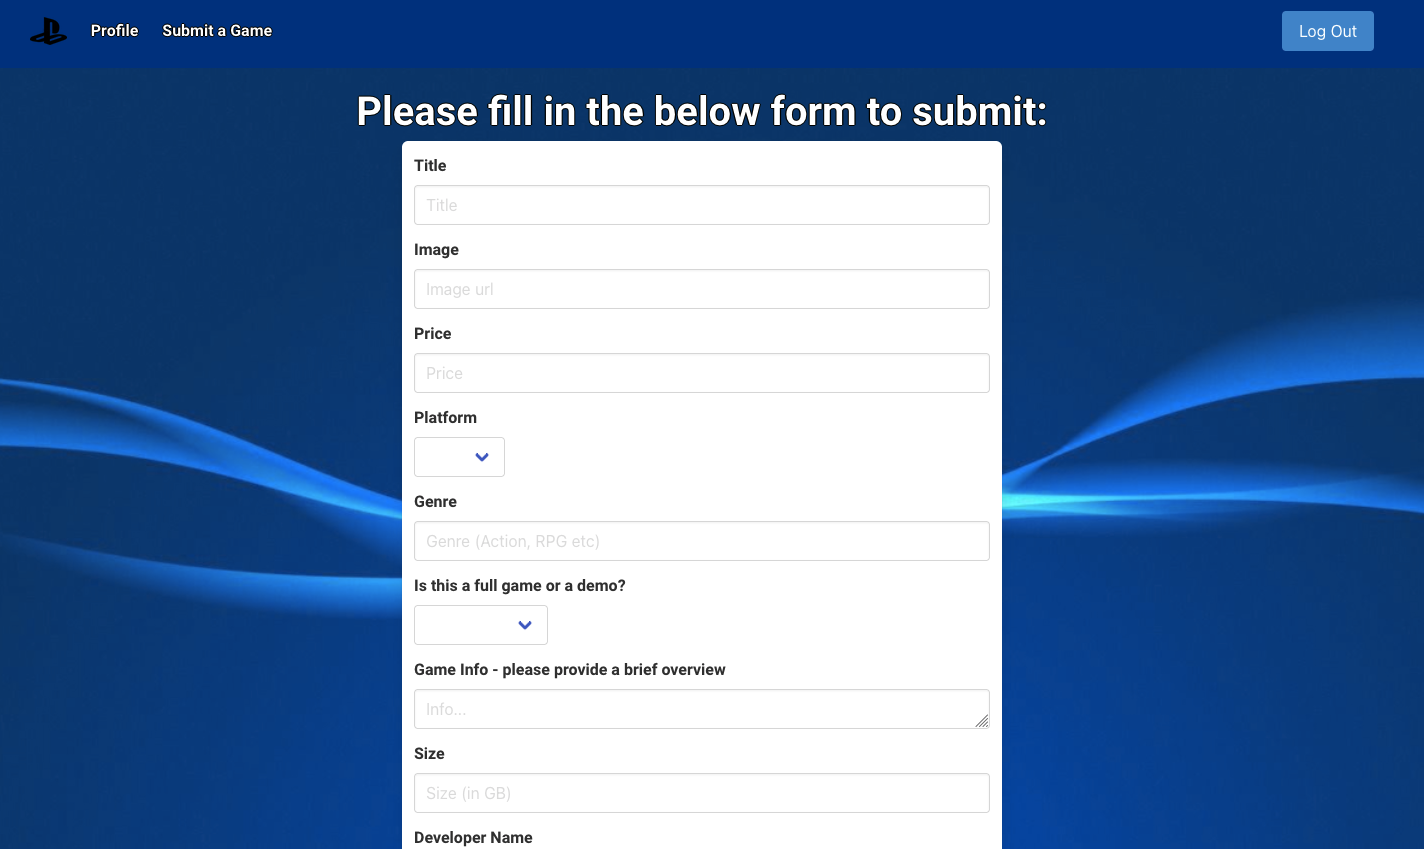 Profile Submit a Game Log Out
Please fill in the below form to submit:
Title
Title
Image
Image url
Price
Price
Platform
Genre
Genre (Action, RPG etc)
Is this a full game or a demo?
Game Info - please provide a brief overview
Info...
Size
Size (in GB)
Developer Name